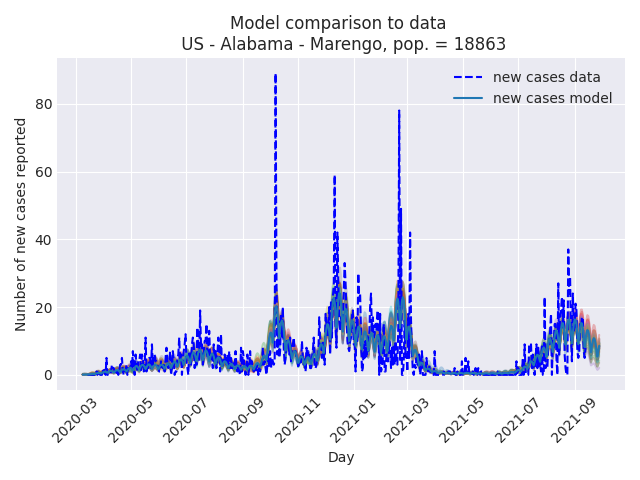 Model comparison to data
US - Alabama - Marengo, pop. = 18863
new cases data
new cases model
Number of new cases reported
80
60
40
20
0
2020-03
2020-05
2020-07
2020-09
2020-11
2021-01
2021-03
2021-05
2021-07
2021-09
Day